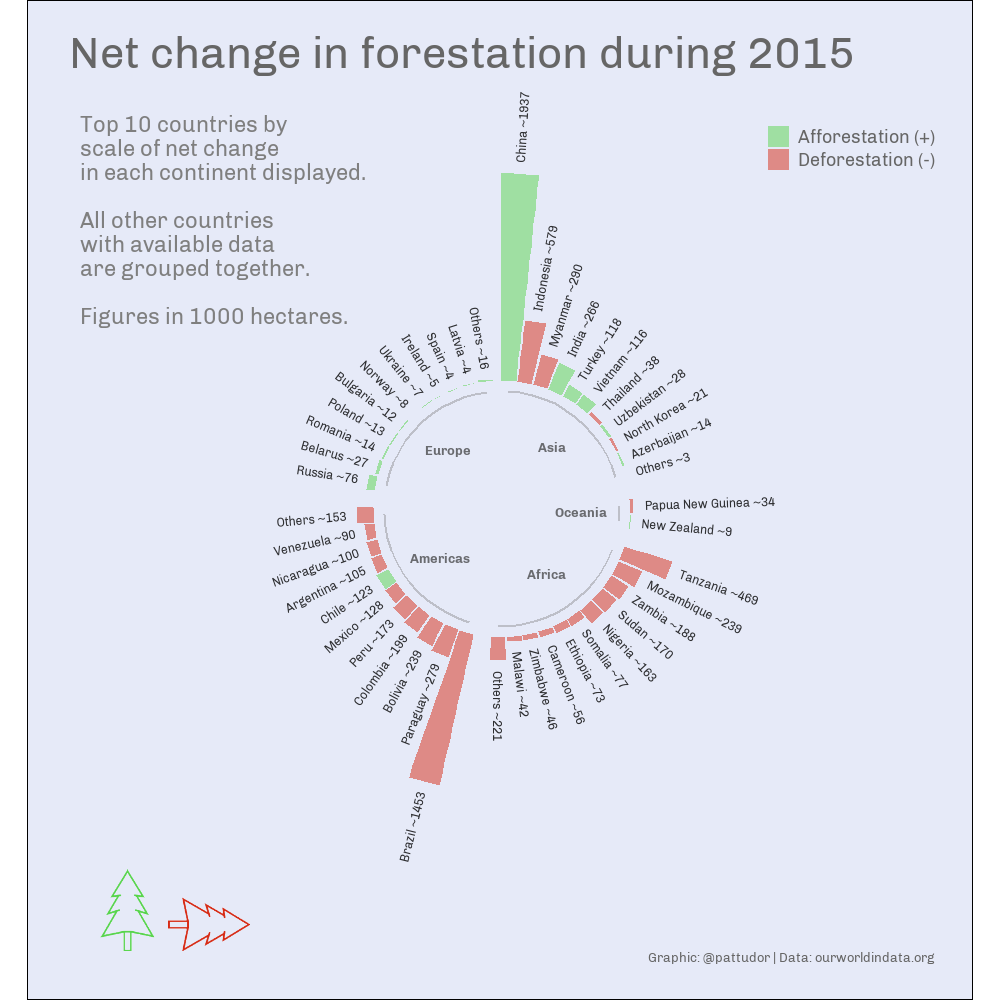 Net change in forestation during 2015
Top 10 countries by
scale of net change
in each continent displayed.
All other countries
with available data
are grouped together.
Figures in 1000 hectares.
Afforestation (+)
Deforestation (-)
China ~1937
Indonesia ~579
Myanmar ~290
India ~266
Turkey ~118
Vietnam ~116
Thailand ~38
Uzbekistan ~28
North Korea ~21
Azerbaijan ~14
Others ~3
Asia
Papua New Guinea ~34
New Zealand ~9
Oceania
Tanzania ~469
Mozambique ~239
Zambia ~188
Sudan ~170
Nigeria ~163
Somalia ~77
Ethiopia ~73
Cameroon ~56
Zimbabwe ~46
Malawi ~42
Others ~221
Africa
Brazil ~1453
Paraguay ~279
Bolivia ~239
Colombia ~199
Peru ~173
Mexico ~128
Chile ~123
Argentina ~105
Nicaragua ~100
Venezuela ~90
Others ~153
Americas
Russia ~76
Belarus ~27
Romania ~14
Poland ~13
Bulgaria ~12
Norway ~8
Ukraine ~7
Ireland ~5
Spain ~4
Latvia ~4
Others ~16
Europe
Graphic: @pattudor | Data: ourworldindata.org